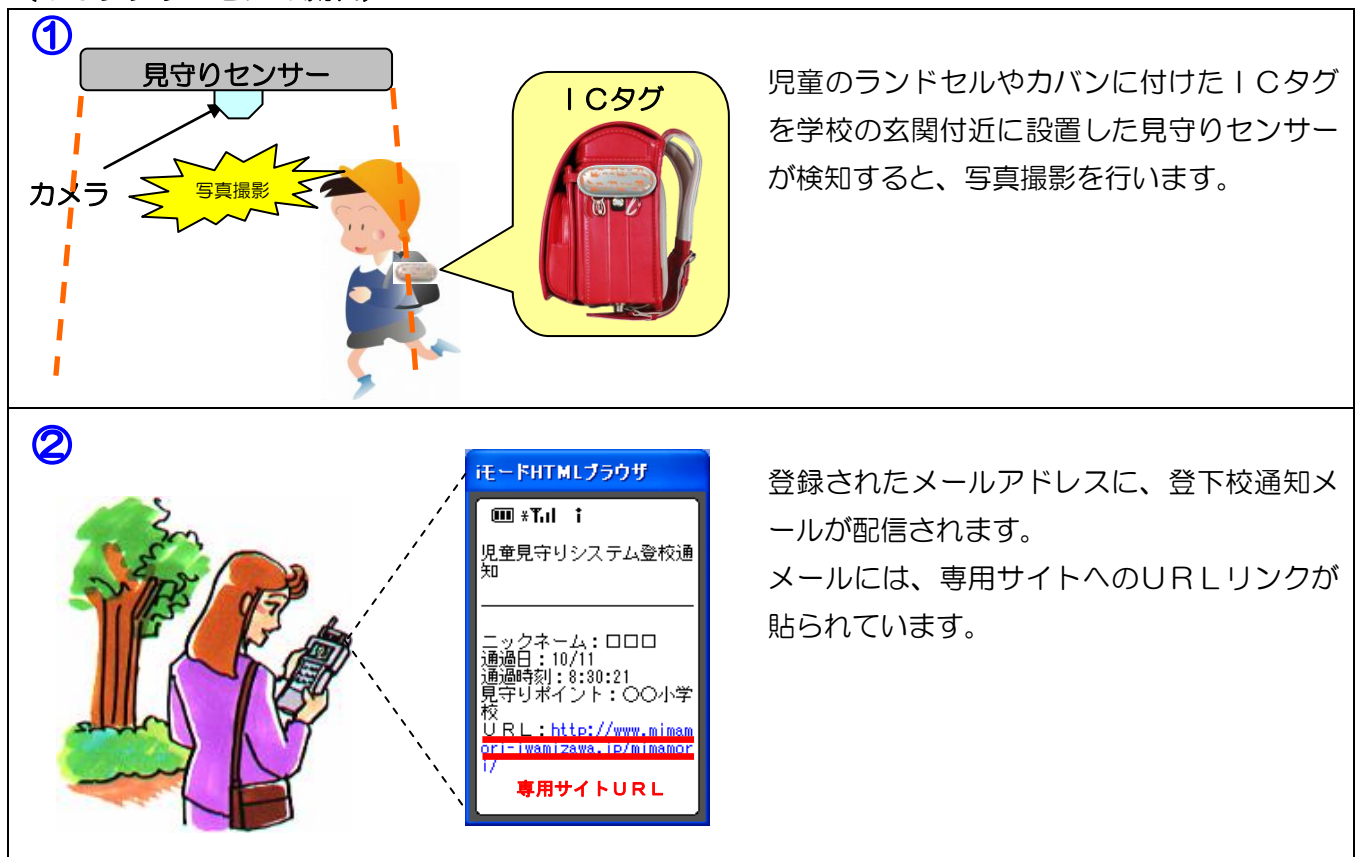 ①
見守りセンサー
ICタグ
カメラ
写真撮影
児童のランドセルやカバンに付けたICタグ
を学校の玄関付近に設置した見守りセンサー
が検知すると、写真撮影を行います。
②
iモードHTMLブラウザ
児童見守りシステム登校通
知
ニックネーム：□□□
通過日：10/11
通過時刻：8:30:21
見守りポイント：〇〇小学
校
URL：http://www.mimam
ori-iwamizawa.jp/mimamor
i/
専用サイトURL
登録されたメールアドレスに、登下校通知メ
ールが配信されます。
メールには、専用サイトへのURLリンクが
貼られています。